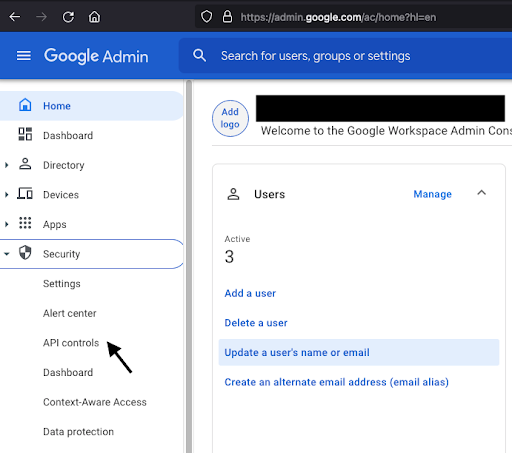 https://admin.google.com/ac/home?hl=en
Google Admin
Search for users, groups or settings
Home
Dashboard
Directory
Devices
Apps
Security
Settings
Alert center
API controls
Dashboard
Context-Aware Access
Data protection
Add
logo
Welcome to the Google Workspace Admin Cons
Users
Manage
Active
3
Add a user
Delete a user
Update a user's name or email
Create an alternate email address (email alias)